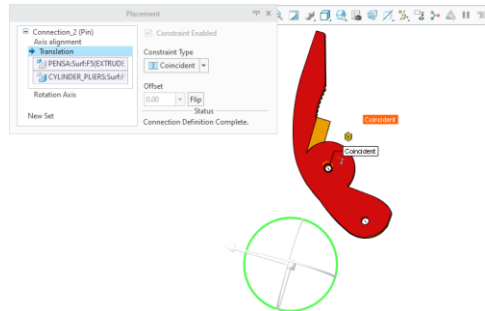 Placement
Connection_2 (Pin)
Axis alignment
Translation
PENSA:Surf:F5(EXTRUDE
CYLINDER_PLIERS:Surf:F
Rotation Axis
New Set
Constraint Enabled
Constraint Type
Coincident
Offset
0.00
Flip
Status
Connection Definition Complete.
Coincident
Coincident